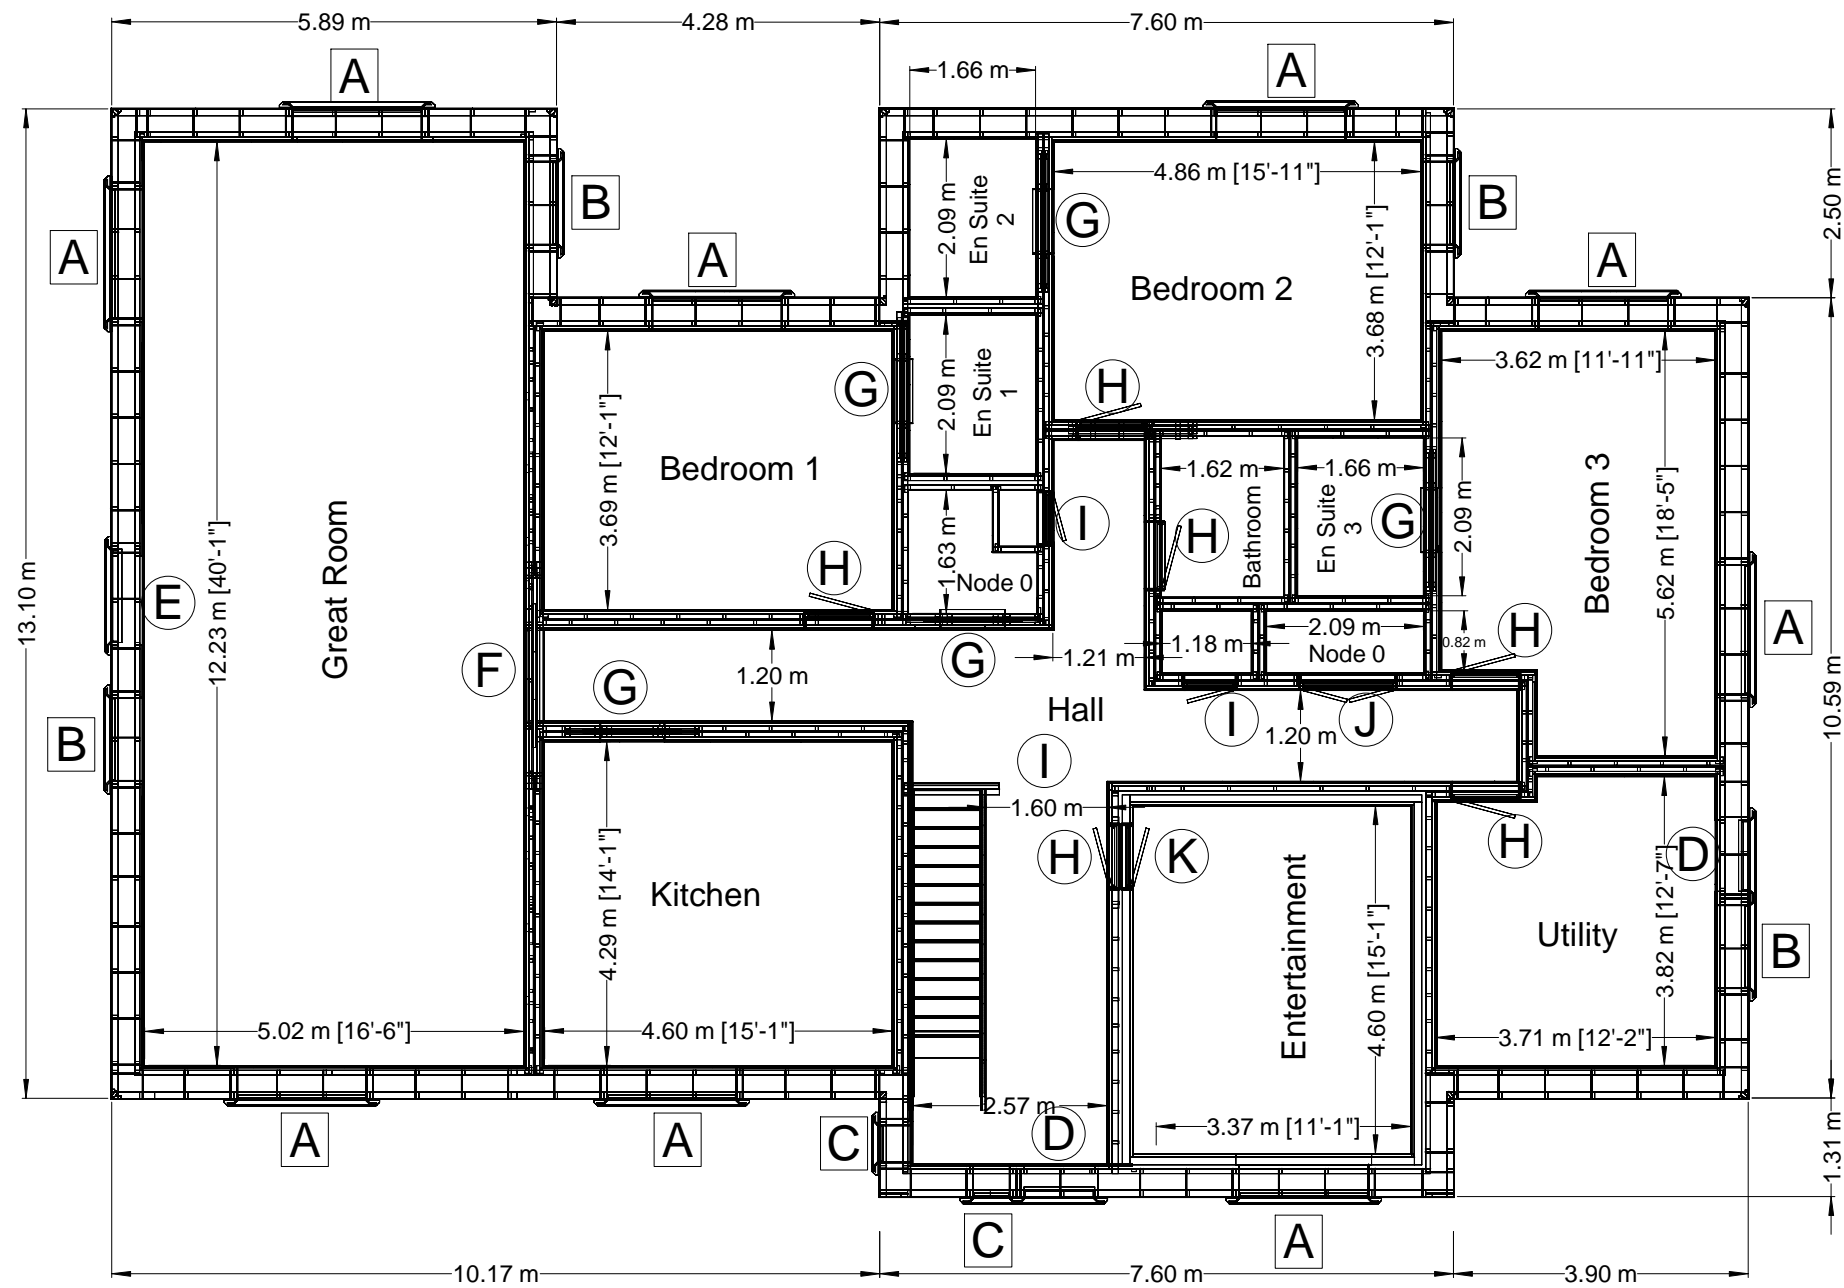 5.89 m
4.28 m
7.60 m
A
1.66 m
A
B
B
A
A
A
13.10 m
12.23 m [40'-1"]
Great Room
E
B
F
2.09 m
En Suite
2
G
4.86 m [15'-11"]
3.68 m [12'-1"]
Bedroom 2
2.50 m
3.69 m [12'-1"]
Bedroom 1
G
2.09 m
En Suite
1
H
H
I
1.63 m
Node 0
G
1.62 m
1.66 m
H
Bathroom
En Suite
3
G
2.09 m
3.62 m [11'-11"]
Bedroom 3
5.62 m [18'-5"]
H
A
10.59 m
1.18 m
2.09 m
Node 0
0.82 m
1.21 m
1.20 m
G
Hall
I
I
J
1.20 m
1.60 m
H
K
H
D
4.29 m [14'-1"]
Kitchen
4.60 m [15'-1"]
5.02 m [16'-6"]
Entertainment
4.60 m [15'-1"]
3.37 m [11'-1"]
Utility
3.82 m [12'-7"]
3.71 m [12'-2"]
B
2.57 m
D
A
A
C
C
A
1.31 m
10.17 m
7.60 m
3.90 m